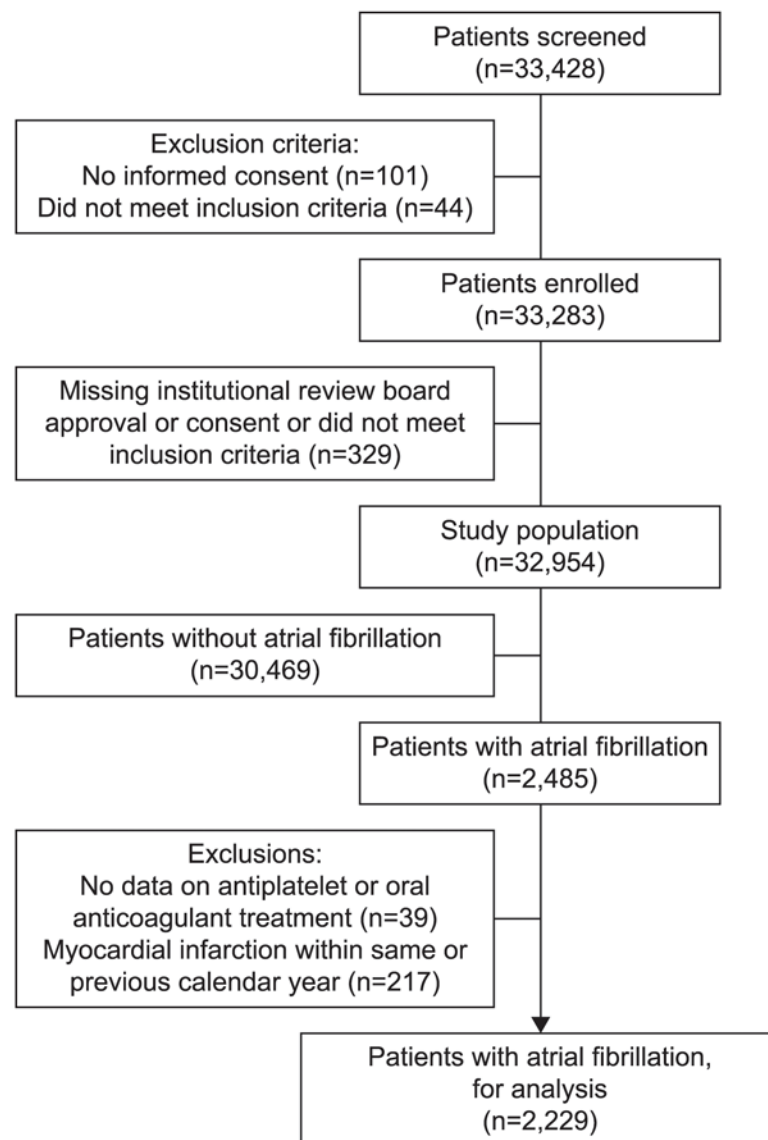 Patients screened
(n=33,428)
Exclusion criteria:
No informed consent (n=101)
Did not meet inclusion criteria (n=44)
Patients enrolled
(n=33,283)
Missing institutional review board
approval or consent or did not meet
inclusion criteria (n=329)
Study population
(n=32,954)
Patients without atrial fibrillation
(n=30,469)
Patients with atrial fibrillation
(n=2,485)
Exclusions:
No data on antiplatelet or oral
anticoagulant treatment (n=39)
Myocardial infarction within same or
previous calendar year (n=217)
Patients with atrial fibrillation,
for analysis
(n=2,229)